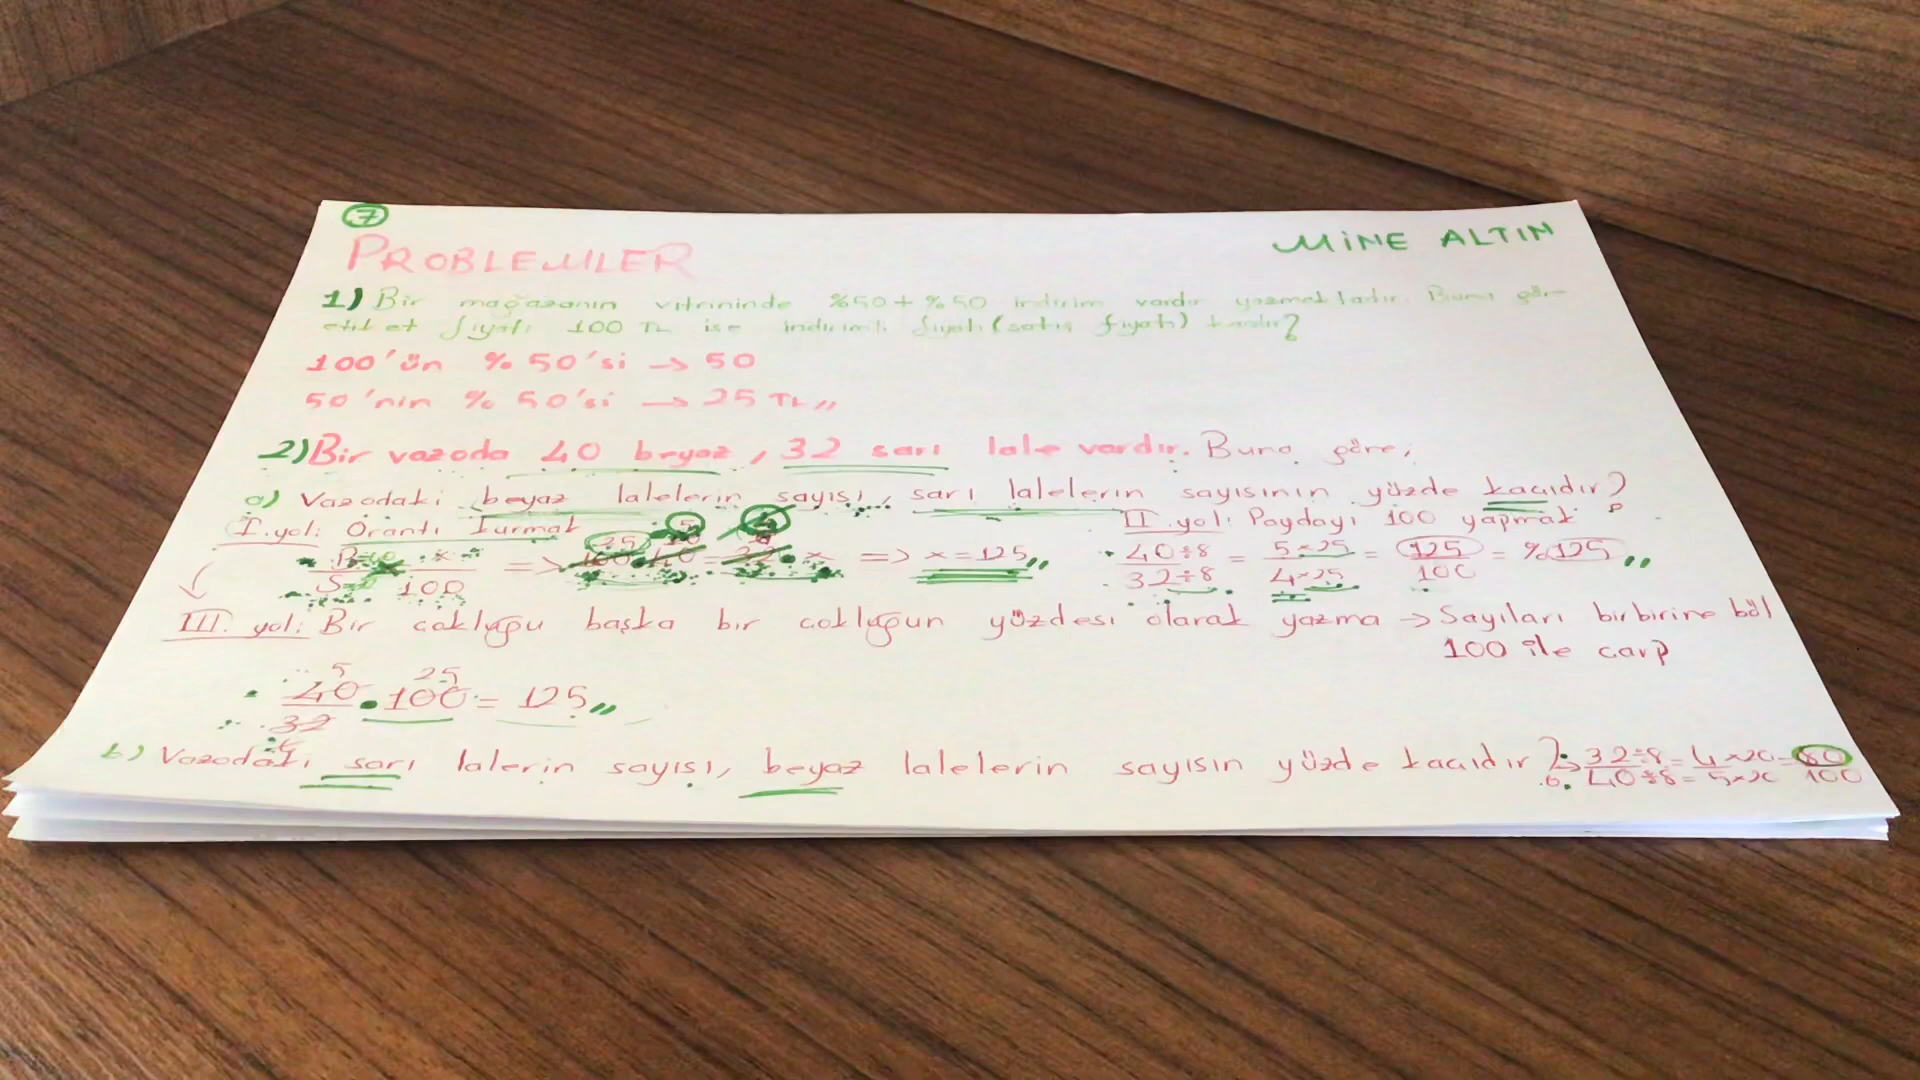 7
PROBLEMLER
MİNE ALTIN
1) Bir mağazanın vitrininde %50 + %50 indirim vardır yazmaktadır. Buna göre
etiket fiyatı 100 TL ise indirimli fiyatı (satış fiyatı) kaçdır?
100'ün %50'si → 50
50'nin %50'si → 25 TL,,
2) Bir vazoda 40 beyaz, 32 sarı lale vardır. Buna göre;
a) Vazodaki beyaz lalelerin sayısı, sarı lalelerin sayısının yüzde kaçıdır?
I. yol: Orantı kurmak
x
100
=> x = 125,,
II. yol: Paydayı 100 yapmak
40÷8 / 32÷8 = 5×25 / 4×25 = 125 / 100 = %125,,
III. yol: Bir çokluğu başka bir çokluğun yüzdesi olarak yazma → Sayıları birbirine böl
100 ile çarp
5 25
40 / 32 . 100 = 125,,
4
b) Vazodaki sarı lalerin sayısı, beyaz lalelerin sayısın yüzde kaçıdır? → 32÷8 / 40÷8 = 4×20 / 5×20 = 80 / 100